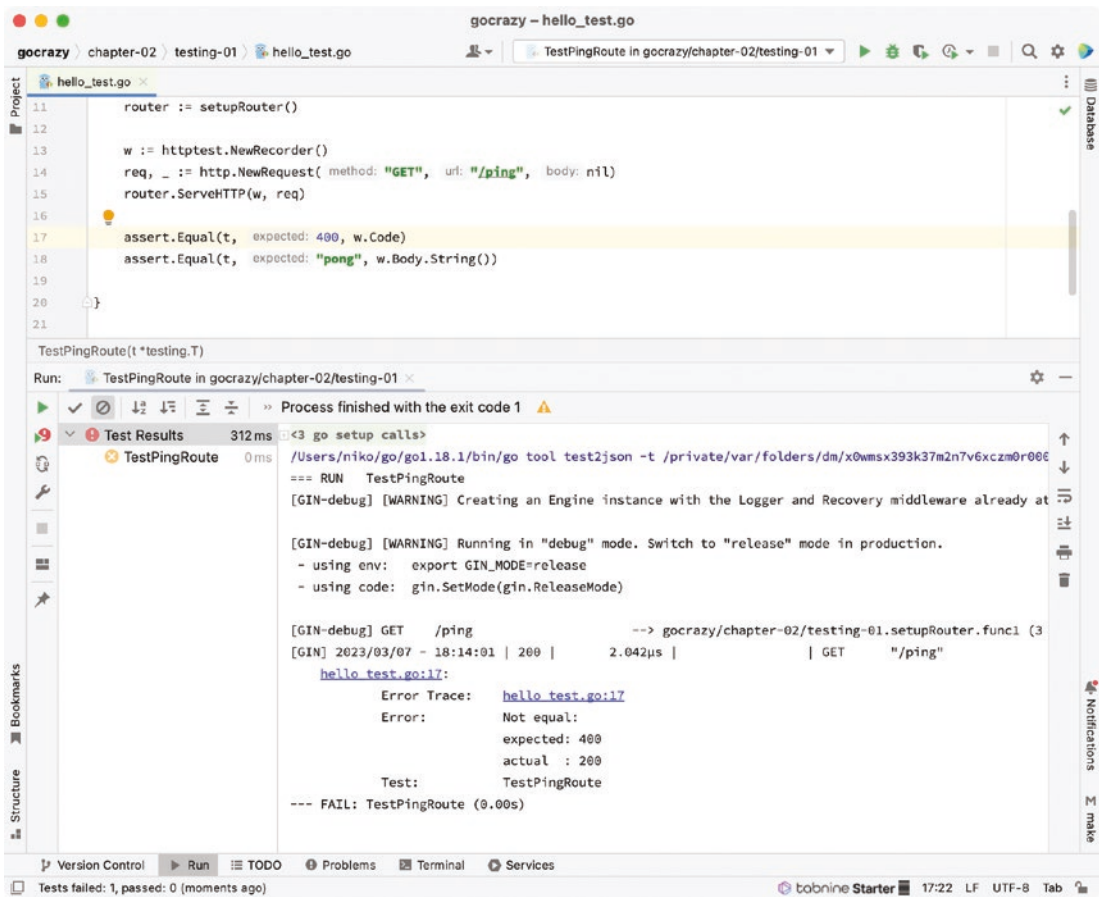 gocrazy – hello_test.go
gocrazy chapter-02 testing-01 hello_test.go
TestPingRoute in gocrazy/chapter-02/testing-01
hello_test.go
Project
Database
11 router := setupRouter()
12
13 w := httptest.NewRecorder()
14 req, _ := http.NewRequest( method: "GET", url: "/ping", body: nil)
15 router.ServeHTTP(w, req)
16
17 assert.Equal(t, expected: 400, w.Code)
18 assert.Equal(t, expected: "pong", w.Body.String())
19
20 }
21
TestPingRoute(t *testing.T)
Run: TestPingRoute in gocrazy/chapter-02/testing-01
» Process finished with the exit code 1
Test Results 312 ms
TestPingRoute 0 ms
<3 go setup calls>
/Users/niko/go/go1.18.1/bin/go tool test2json -t /private/var/folders/dm/x0wmsx393k37m2n7v6xczm0r000
=== RUN TestPingRoute
[GIN-debug] [WARNING] Creating an Engine instance with the Logger and Recovery middleware already at
[GIN-debug] [WARNING] Running in "debug" mode. Switch to "release" mode in production.
- using env: export GIN_MODE=release
- using code: gin.SetMode(gin.ReleaseMode)
[GIN-debug] GET /ping --> gocrazy/chapter-02/testing-01.setupRouter.func1 (3
[GIN] 2023/03/07 - 18:14:01 | 200 | 2.042µs | | GET "/ping"
hello_test.go:17:
Error Trace: hello_test.go:17
Error: Not equal:
expected: 400
actual : 200
Test: TestPingRoute
--- FAIL: TestPingRoute (0.00s)
Bookmarks
Structure
Notifications
M make
Version Control Run TODO Problems Terminal Services
Tests failed: 1, passed: 0 (moments ago)
tabnine Starter 17:22 LF UTF-8 Tab